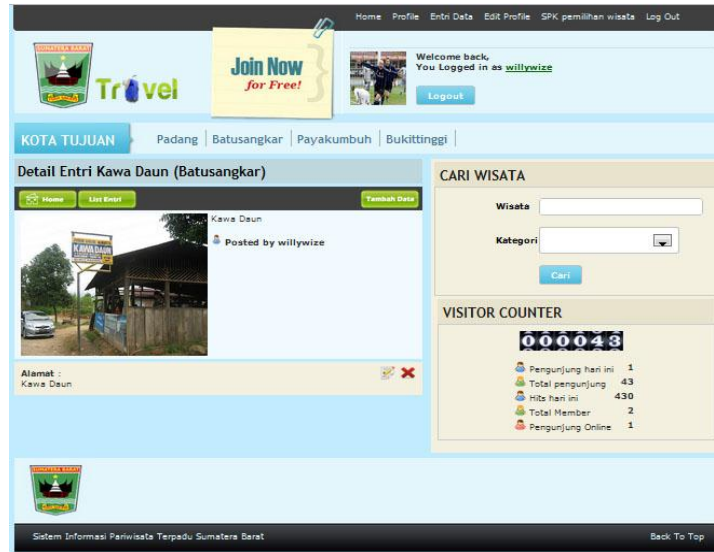 Home Profile Entri Data Edit Profile SPK pemilihan wisata Log Out
SUMATERA BARAT
Travel
Join Now
for Free!
Welcome back,
You Logged in as willywize
Logout
KOTA TUJUAN
Padang | Batusangkar | Payakumbuh | Bukittinggi |
Detail Entri Kawa Daun (Batusangkar)
Home List Entri Tambah Data
KAWA DAUN
Kawa Daun
Posted by willywize
Alamat :
Kawa Daun
CARI WISATA
Wisata
Kategori
Cari
VISITOR COUNTER
000043
Pengunjung hari ini 1
Total pengunjung 43
Hits hari ini 430
Total Member 2
Pengunjung Online 1
SUMATERA BARAT
Sistem Informasi Pariwisata Terpadu Sumatera Barat
Back To Top